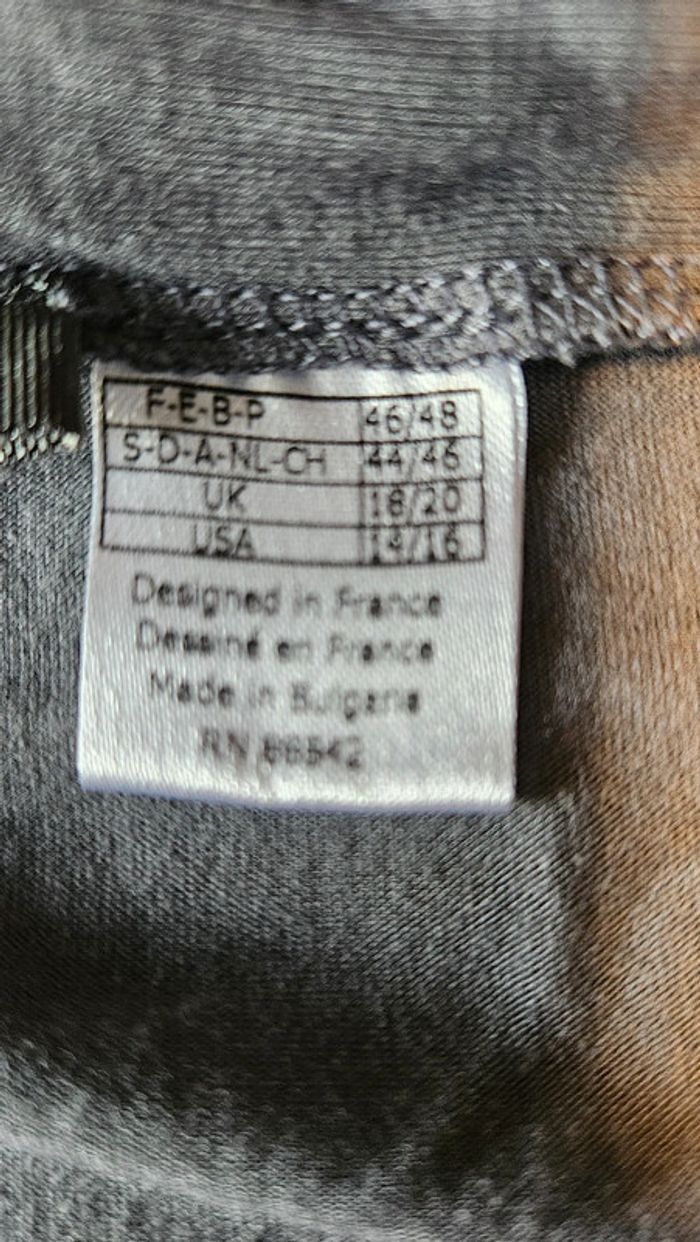 F-E-B-P 46/48
S-D-A-NL-CH 44/46
UK 18/20
USA 14/16
Designed in France
Dessiné en France
Made in Bulgaria
RN